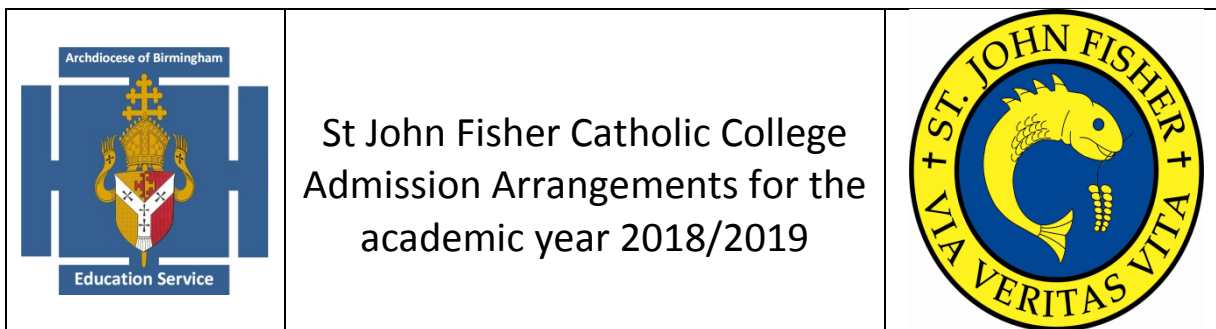 Archdiocese of Birmingham
Education Service
St John Fisher Catholic College
Admission Arrangements for the
academic year 2018/2019
† ST. JOHN FISHER †
VIA VERITAS VITA